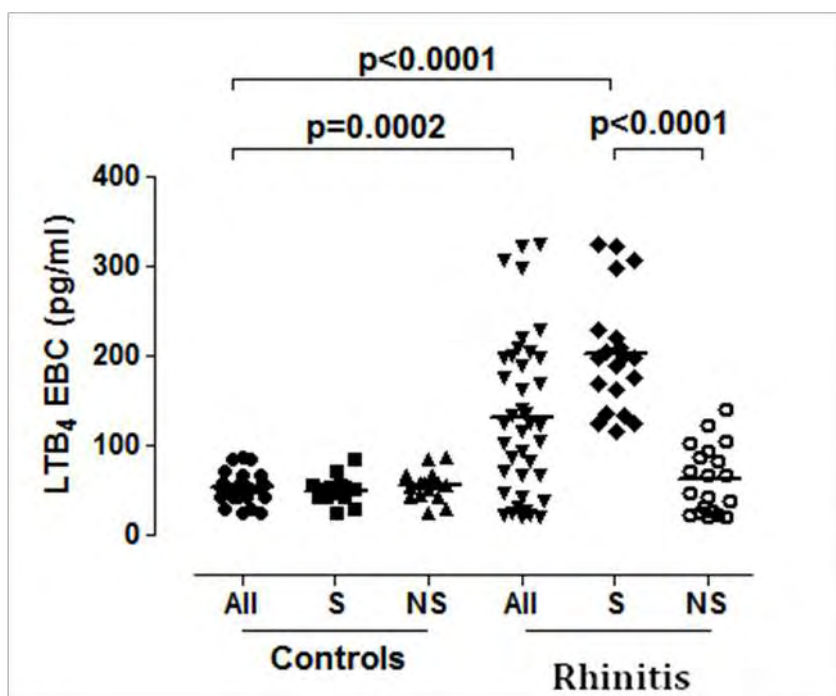 p<0.0001
p=0.0002
p<0.0001
LTB4 EBC (pg/ml)
400
300
200
100
0
All S NS All S NS
Controls Rhinitis